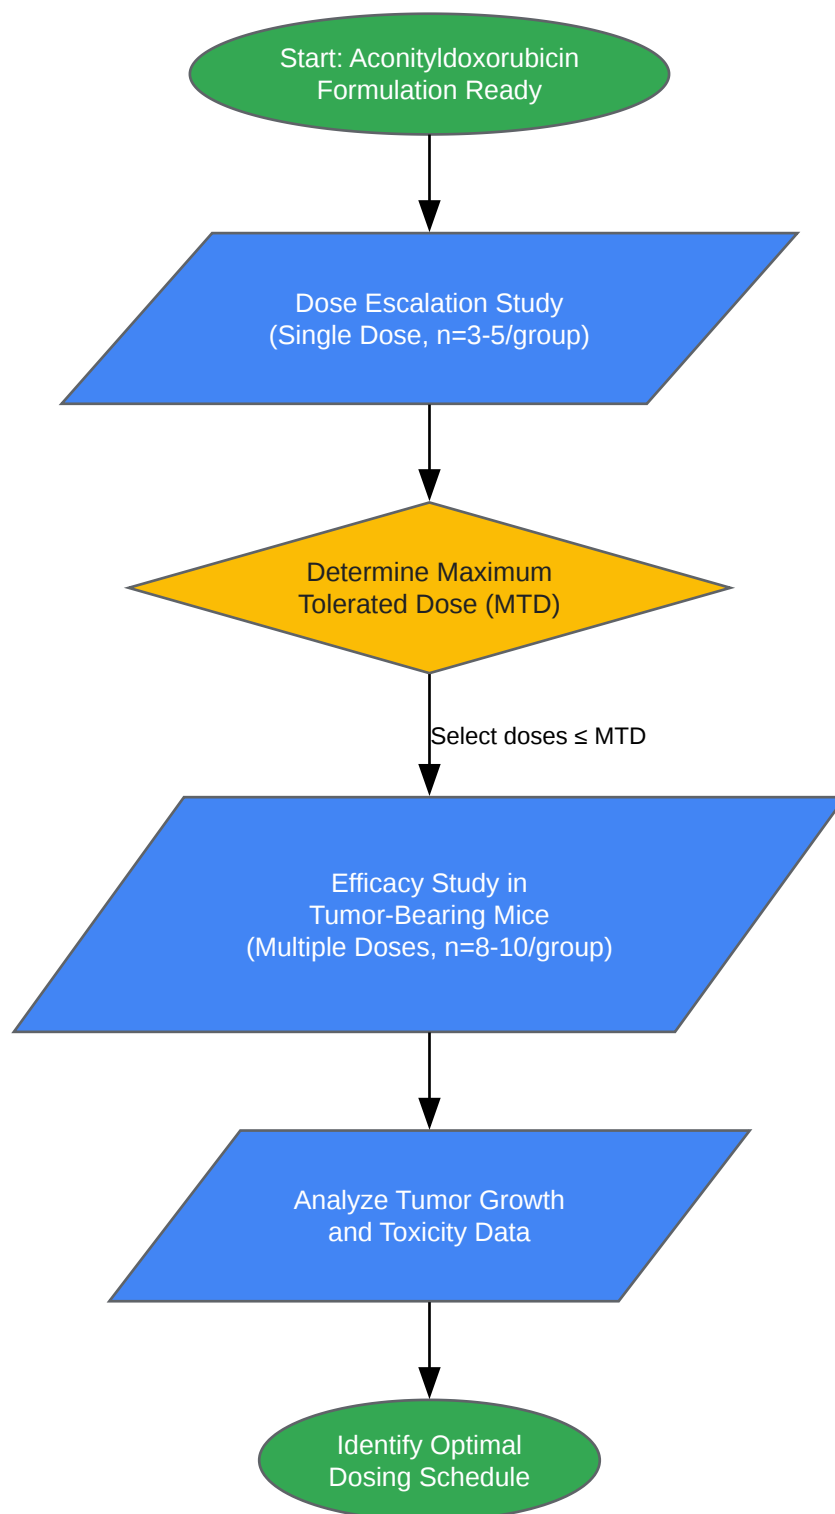 Start: Aconityldoxorubicin
Formulation Ready
Dose Escalation Study
(Single Dose, n=3-5/group)
Determine Maximum
Tolerated Dose (MTD)
Select doses ≤ MTD
Efficacy Study in
Tumor-Bearing Mice
(Multiple Doses, n=8-10/group)
Analyze Tumor Growth
and Toxicity Data
Identify Optimal
Dosing Schedule